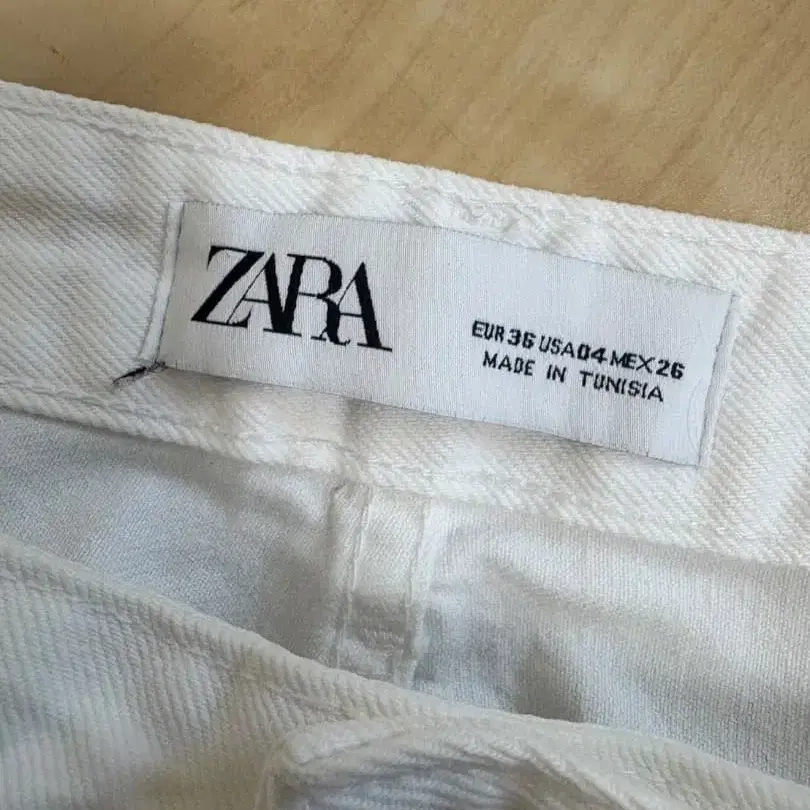 ZARA
EUR 36 USA 04 MEX 26
MADE IN TUNISIA